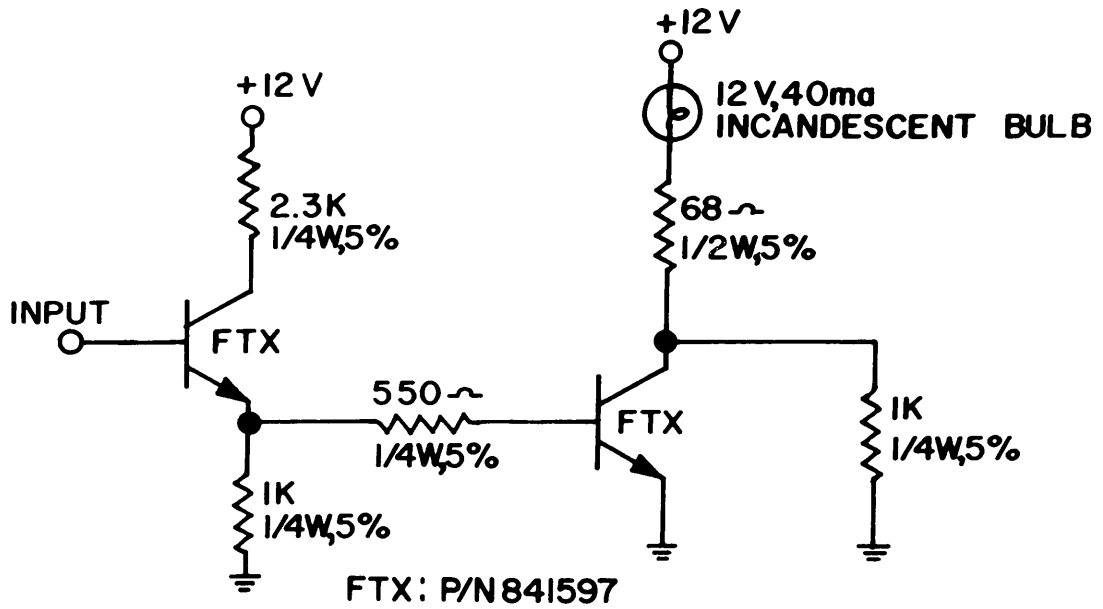 +12V
12V,40ma
INCANDESCENT BULB
+12V
2.3K
1/4W,5%
68 Ω
1/2W,5%
INPUT
FTX
550 Ω
1/4W,5%
FTX
1K
1/4W,5%
1K
1/4W,5%
FTX: P/N 841597